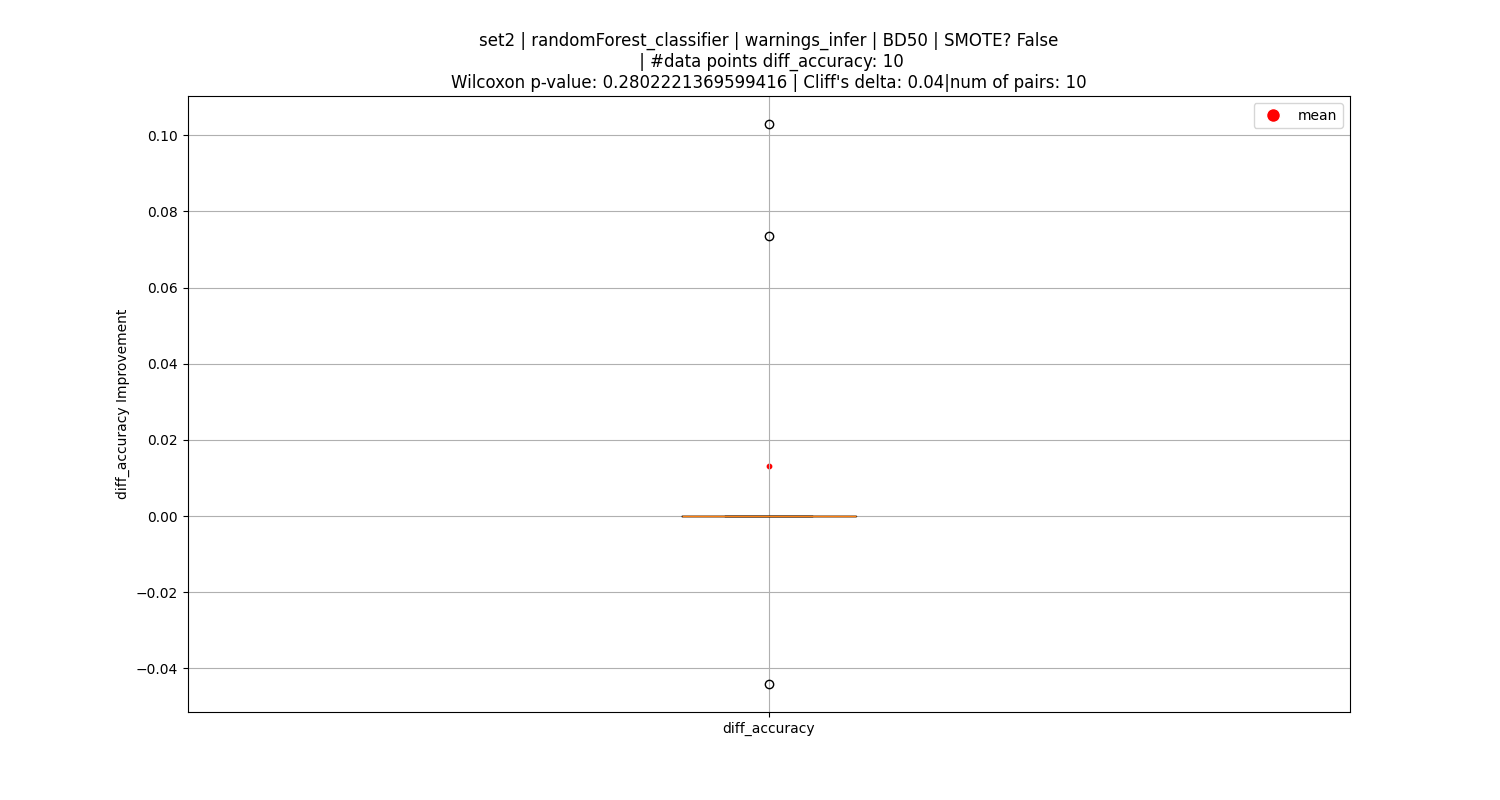 set2 | randomForest_classifier | warnings_infer | BD50 | SMOTE? False
| #data points diff_accuracy: 10
Wilcoxon p-value: 0.2802221369599416 | Cliff's delta: 0.04|num of pairs: 10
mean
0.10
0.08
0.06
0.04
0.02
0.00
−0.02
−0.04
diff_accuracy Improvement
diff_accuracy